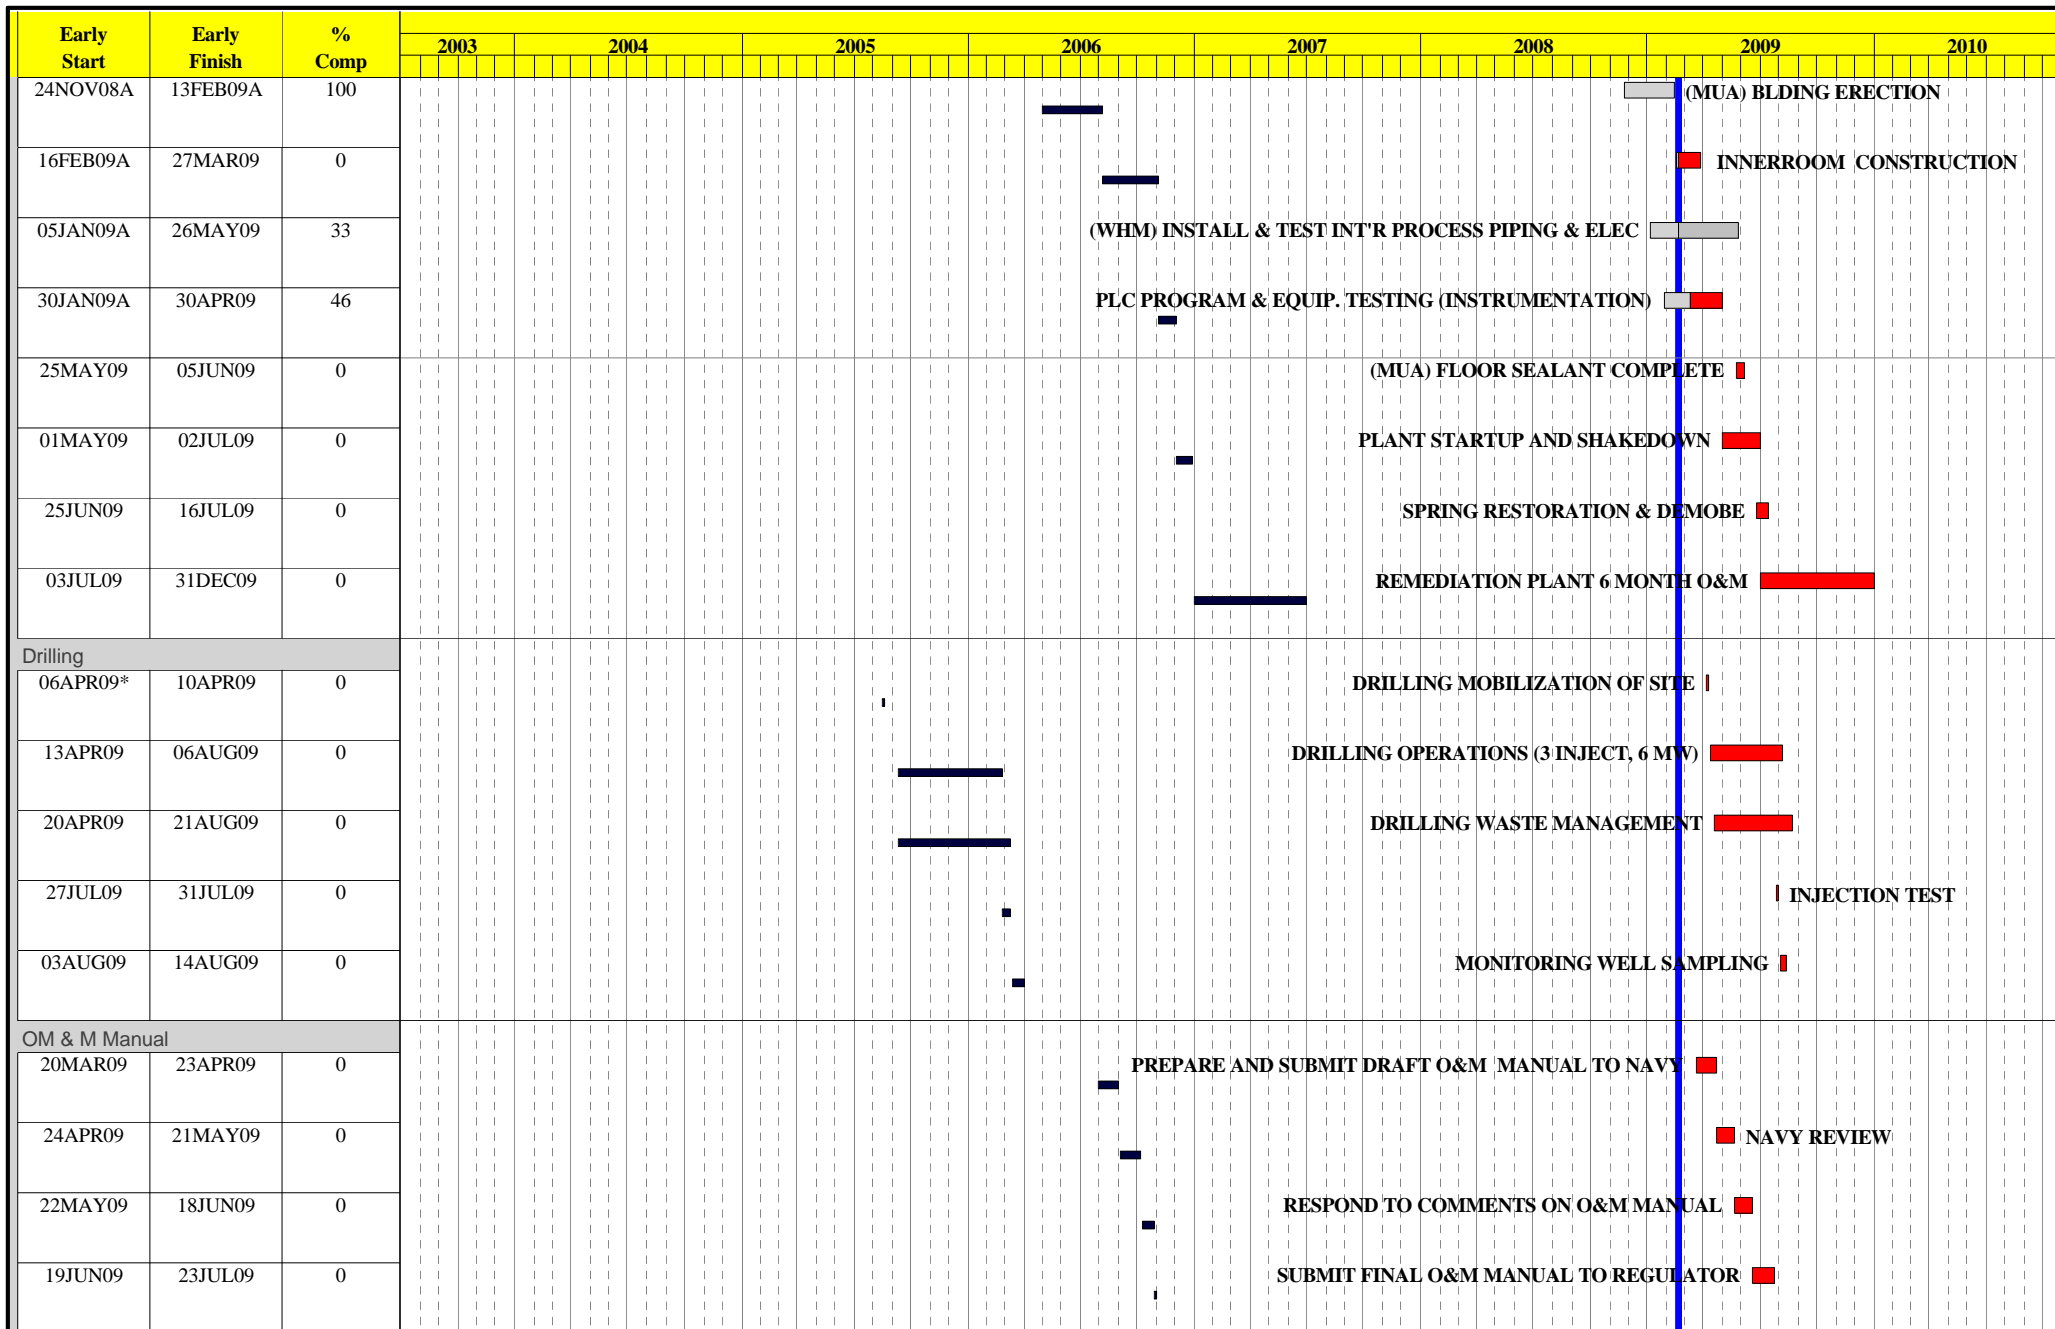 Early Start Early Finish % Comp
2003 2004 2005 2006 2007 2008 2009 2010
24NOV08A 13FEB09A 100 (MUA) BLDING ERECTION
16FEB09A 27MAR09 0 INNERROOM CONSTRUCTION
05JAN09A 26MAY09 33 (WHM) INSTALL & TEST INT'R PROCESS PIPING & ELEC
30JAN09A 30APR09 46 PLC PROGRAM & EQUIP. TESTING (INSTRUMENTATION)
25MAY09 05JUN09 0 (MUA) FLOOR SEALANT COMPLETE
01MAY09 02JUL09 0 PLANT STARTUP AND SHAKEDOWN
25JUN09 16JUL09 0 SPRING RESTORATION & DEMOBE
03JUL09 31DEC09 0 REMEDIATION PLANT 6 MONTH O&M
Drilling
06APR09* 10APR09 0 DRILLING MOBILIZATION OF SITE
13APR09 06AUG09 0 DRILLING OPERATIONS (3 INJECT, 6 MW)
20APR09 21AUG09 0 DRILLING WASTE MANAGEMENT
27JUL09 31JUL09 0 INJECTION TEST
03AUG09 14AUG09 0 MONITORING WELL SAMPLING
OM & M Manual
20MAR09 23APR09 0 PREPARE AND SUBMIT DRAFT O&M MANUAL TO NAVY
24APR09 21MAY09 0 NAVY REVIEW
22MAY09 18JUN09 0 RESPOND TO COMMENTS ON O&M MANUAL
19JUN09 23JUL09 0 SUBMIT FINAL O&M MANUAL TO REGULATOR